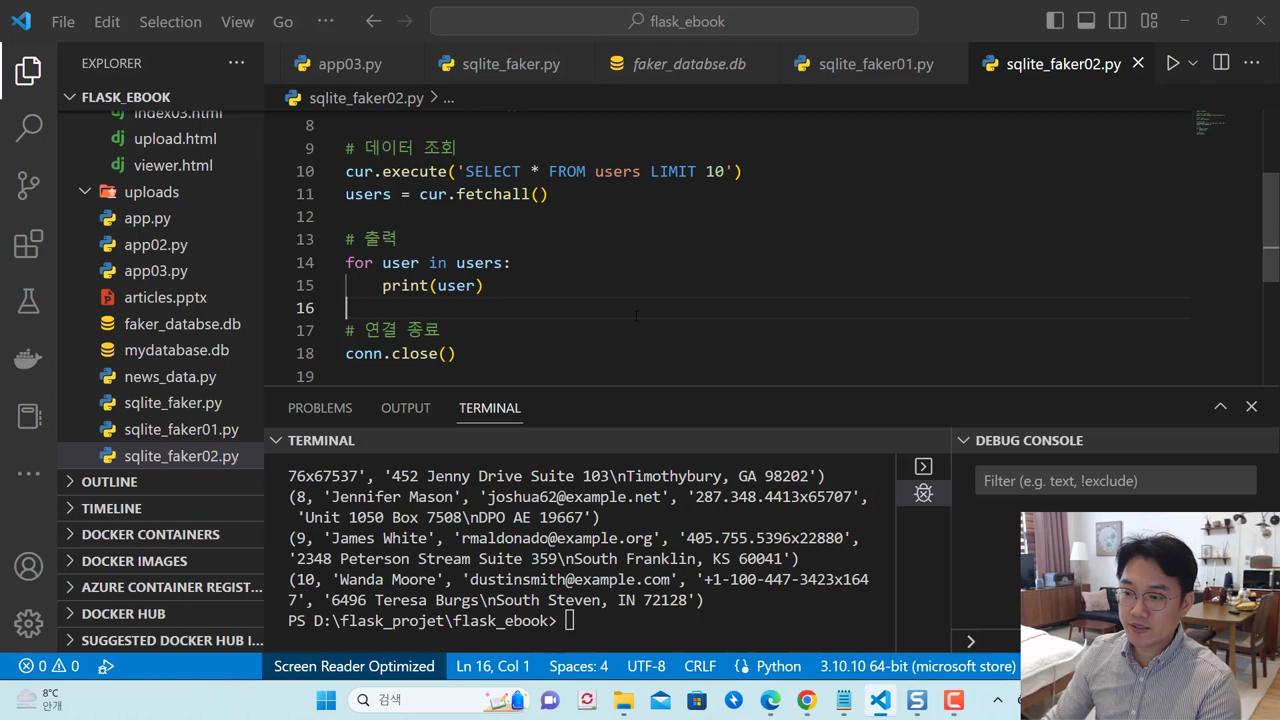 File Edit Selection View Go ··· flask_ebook
EXPLORER ···
app03.py sqlite_faker.py faker_databse.db sqlite_faker01.py sqlite_faker02.py
FLASK_EBOOK
sqlite_faker02.py > ...
index03.html
upload.html
viewer.html
uploads
app.py
app02.py
app03.py
articles.pptx
faker_databse.db
mydatabase.db
news_data.py
sqlite_faker.py
sqlite_faker01.py
sqlite_faker02.py
OUTLINE
TIMELINE
DOCKER CONTAINERS
DOCKER IMAGES
AZURE CONTAINER REGIST...
DOCKER HUB
SUGGESTED DOCKER HUB I...
8
9 # 데이터 조회
10 cur.execute('SELECT * FROM users LIMIT 10')
11 users = cur.fetchall()
12
13 # 출력
14 for user in users:
15 print(user)
16
17 # 연결 종료
18 conn.close()
19
PROBLEMS OUTPUT TERMINAL
TERMINAL
76x67537', '452 Jenny Drive Suite 103\nTimothybury, GA 98202')
(8, 'Jennifer Mason', 'joshua62@example.net', '287.348.4413x65707',
'Unit 1050 Box 7508\nDPO AE 19667')
(9, 'James White', 'rmaldonado@example.org', '405.755.5396x22880',
'2348 Peterson Stream Suite 359\nSouth Franklin, KS 60041')
(10, 'Wanda Moore', 'dustinsmith@example.com', '+1-100-447-3423x164
7', '6496 Teresa Burgs\nSouth Steven, IN 72128')
PS D:\flask_projet\flask_ebook>
DEBUG CONSOLE
Filter (e.g. text, !exclude)
0 0 Screen Reader Optimized Ln 16, Col 1 Spaces: 4 UTF-8 CRLF Python 3.10.10 64-bit (microsoft store)
8°C
안개
검색